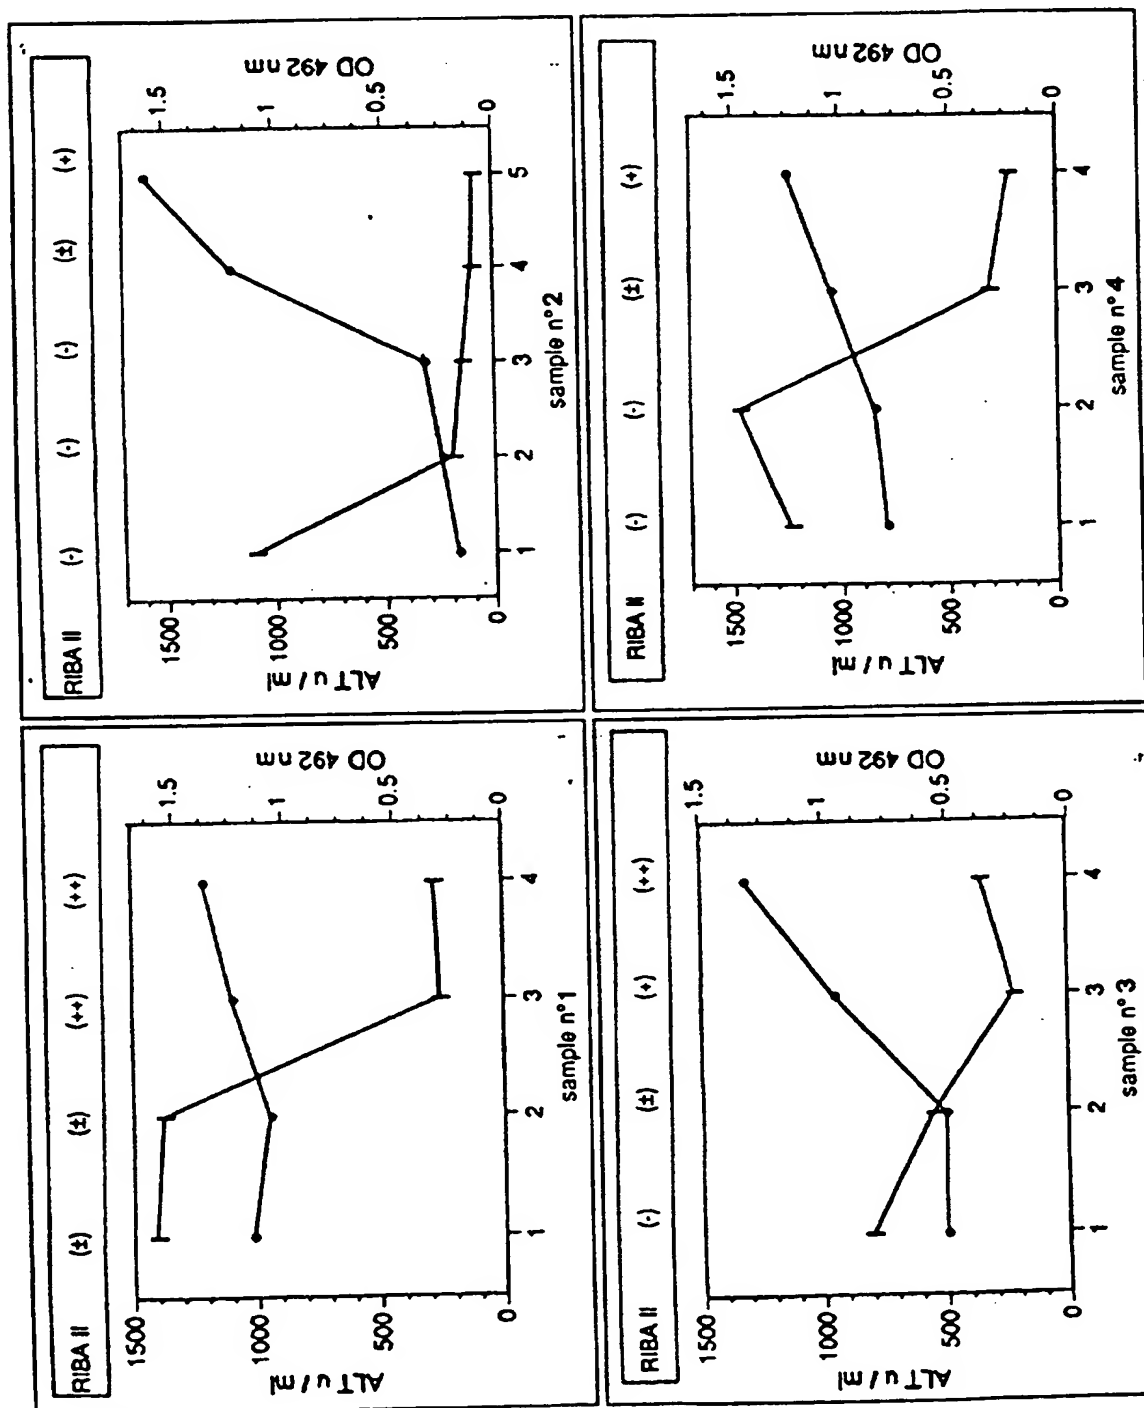 RIBA II (±) (±) (++) (++)
1500
1000
500
0
ALT u / ml
1.5
1
0.5
0
OD 492 nm
1 2 3 4
sample n°1
RIBA II (-) (-) (-) (±) (+)
1500
1000
500
0
ALT u / ml
1.5
1
0.5
0
OD 492 nm
1 2 3 4 5
sample n°2
RIBA II (-) (±) (+) (++)
1500
1000
500
0
ALT u / ml
1.5
1
0.5
0
OD 492 nm
1 2 3 4
sample n°3
RIBA II (-) (-) (±) (+)
1500
1000
500
0
ALT u / ml
1.5
1
0.5
0
OD 492 nm
1 2 3 4
sample n°4